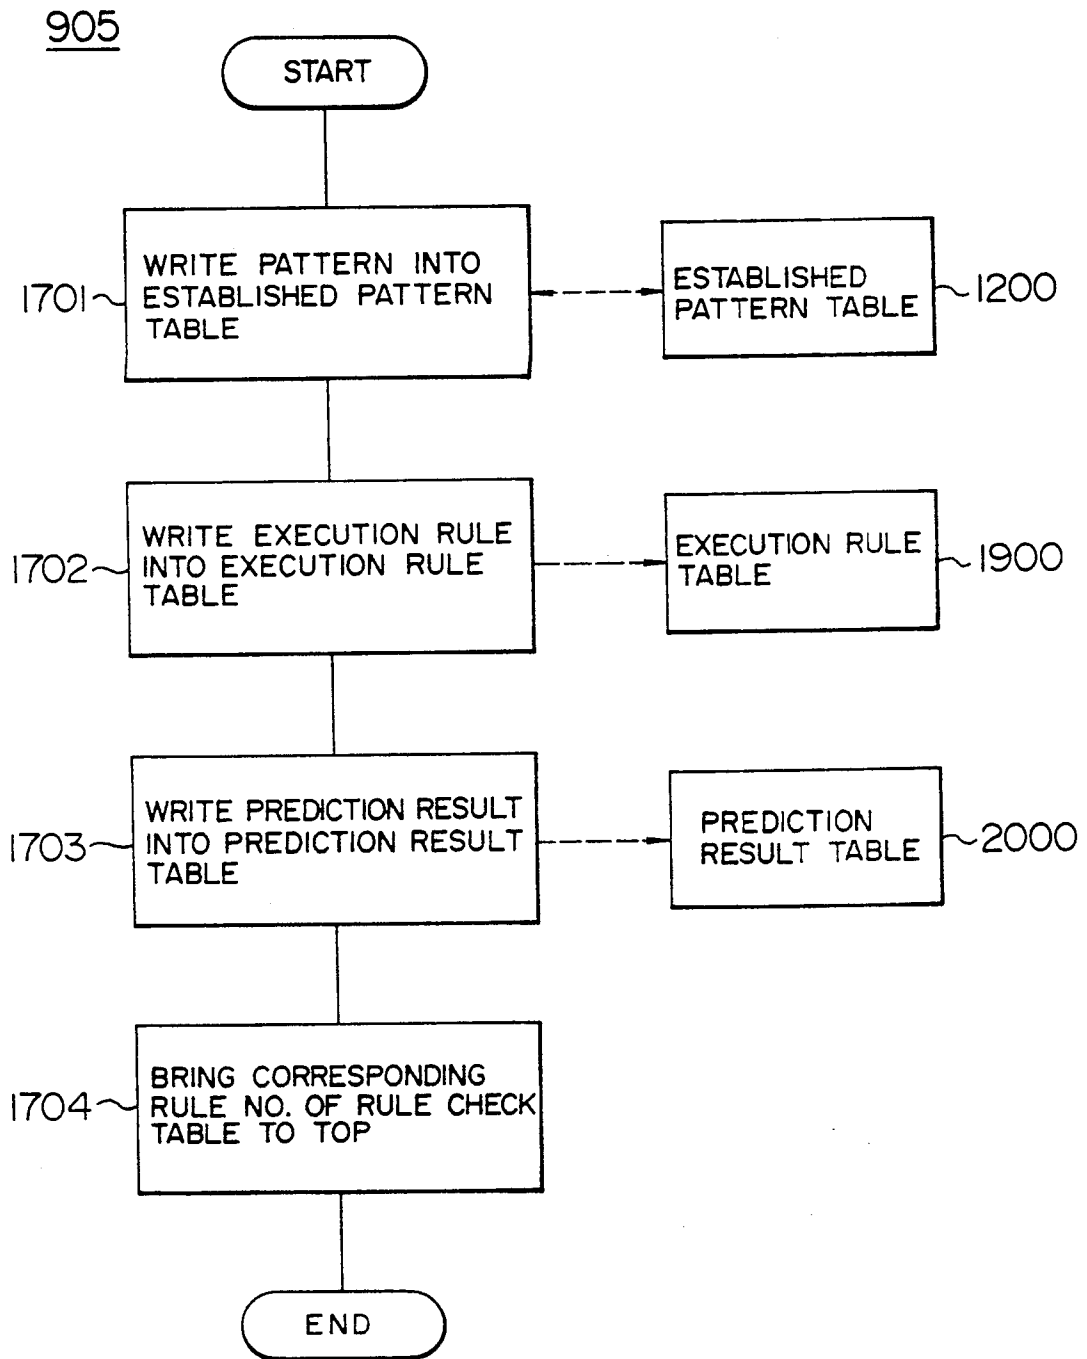 905
START
1701
WRITE PATTERN INTO
ESTABLISHED PATTERN
TABLE
ESTABLISHED
PATTERN TABLE
1200
1702
WRITE EXECUTION RULE
INTO EXECUTION RULE
TABLE
EXECUTION RULE
TABLE
1900
1703
WRITE PREDICTION RESULT
INTO PREDICTION RESULT
TABLE
PREDICTION
RESULT TABLE
2000
1704
BRING CORRESPONDING
RULE NO. OF RULE CHECK
TABLE TO TOP
END